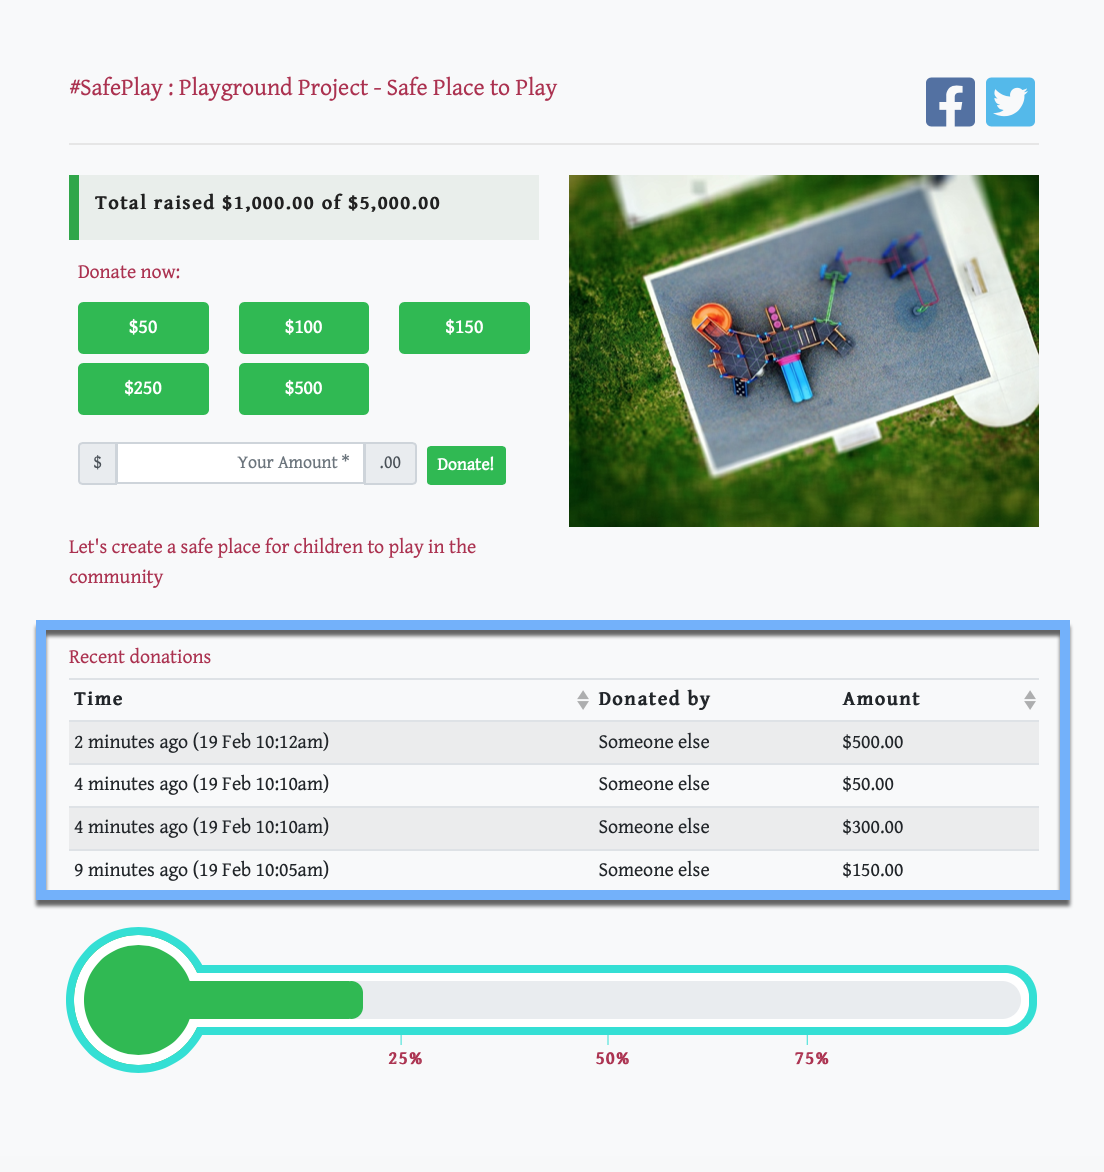 #SafePlay : Playground Project - Safe Place to Play
Total raised $1,000.00 of $5,000.00
Donate now:
$50 $100 $150
$250 $500
$ Your Amount * .00 Donate!
Let's create a safe place for children to play in the
community
Recent donations
Time Donated by Amount
2 minutes ago (19 Feb 10:12am) Someone else $500.00
4 minutes ago (19 Feb 10:10am) Someone else $50.00
4 minutes ago (19 Feb 10:10am) Someone else $300.00
9 minutes ago (19 Feb 10:05am) Someone else $150.00
25% 50% 75%